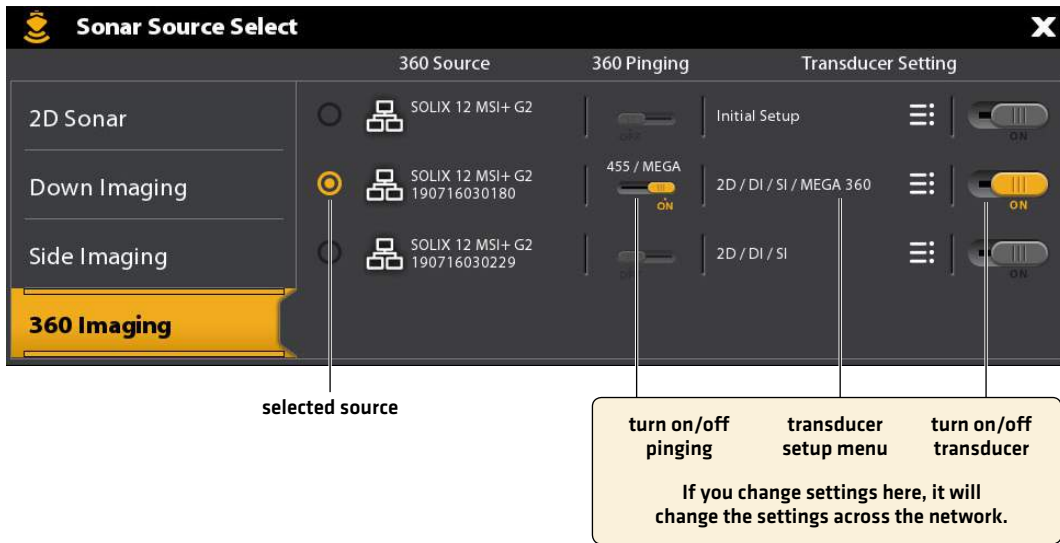 Sonar Source Select
360 Source 360 Pinging Transducer Setting
2D Sonar
Down Imaging
Side Imaging
360 Imaging
SOLIX 12 MSI+ G2
OFF
Initial Setup
ON
SOLIX 12 MSI+ G2
190716030180
455 / MEGA
ON
2D / DI / SI / MEGA 360
ON
SOLIX 12 MSI+ G2
190716030229
OFF
2D / DI / SI
ON
selected source
turn on/off
pinging
transducer
setup menu
turn on/off
transducer
If you change settings here, it will
change the settings across the network.